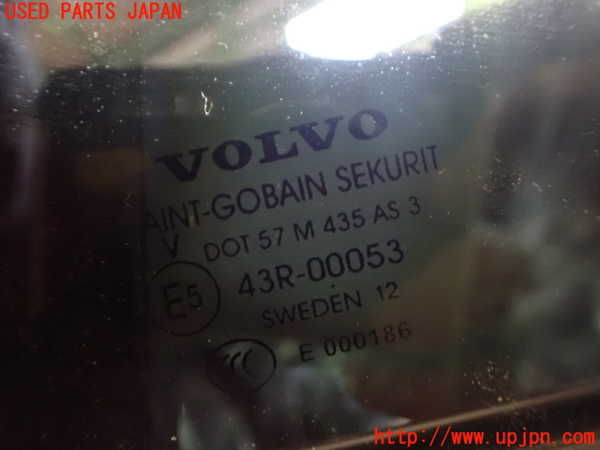 USED PARTS JAPAN
VOLVO
AINT-GOBAIN SEKURIT
V DOT 57 M 435 AS 3
E5 43R-00053
SWEDEN 12
CCC E 000186
http://www.upjpn.com/